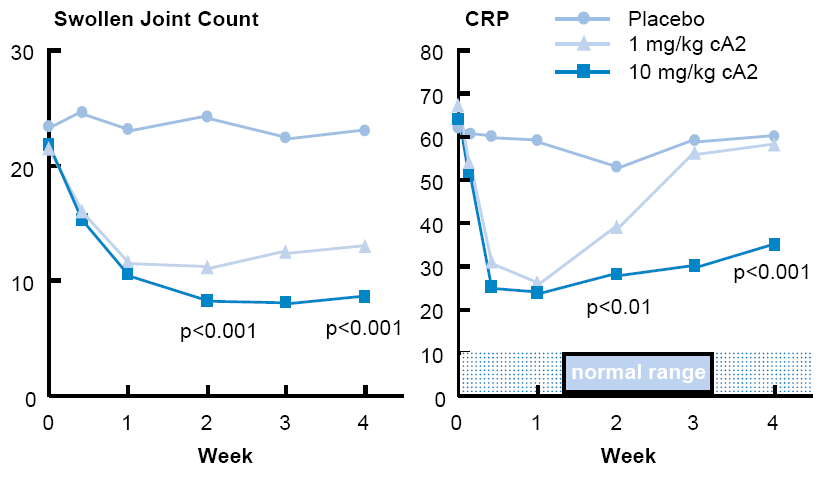 Swollen Joint Count
30
20
10
0
0 1 2 3 4
Week
p<0.001
p<0.001
CRP
Placebo
1 mg/kg cA2
10 mg/kg cA2
80
70
60
50
40
30
20
10
0
p<0.01
p<0.001
normal range
0 1 2 3 4
Week